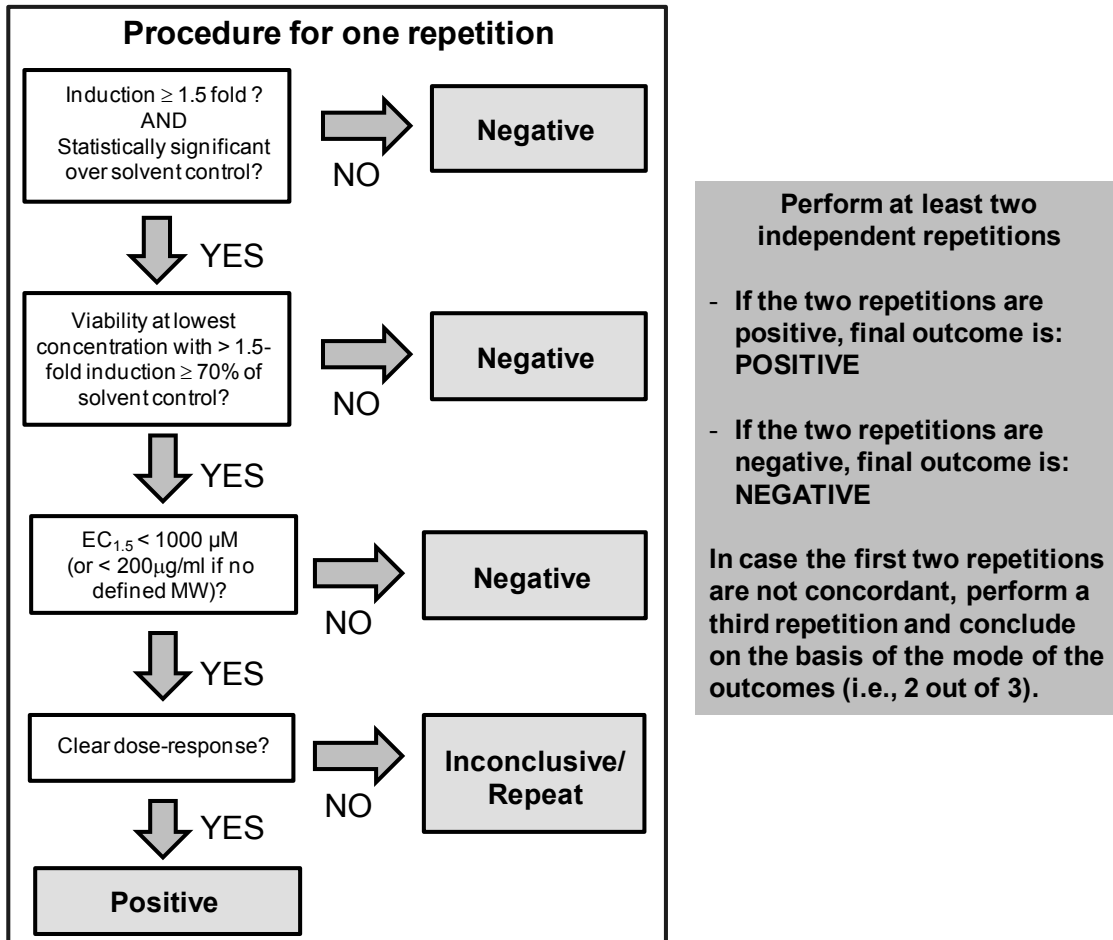 Procedure for one repetition
Induction ≥ 1.5 fold ?
AND
Statistically significant
over solvent control?
NO
Negative
YES
Viability at lowest
concentration with > 1.5-
fold induction ≥ 70% of
solvent control?
NO
Negative
YES
EC1.5 < 1000 µM
(or < 200µg/ml if no
defined MW)?
NO
Negative
YES
Clear dose-response?
NO
Inconclusive/
Repeat
YES
Positive
Perform at least two
independent repetitions
- If the two repetitions are
positive, final outcome is:
POSITIVE
- If the two repetitions are
negative, final outcome is:
NEGATIVE
In case the first two repetitions
are not concordant, perform a
third repetition and conclude
on the basis of the mode of the
outcomes (i.e., 2 out of 3).